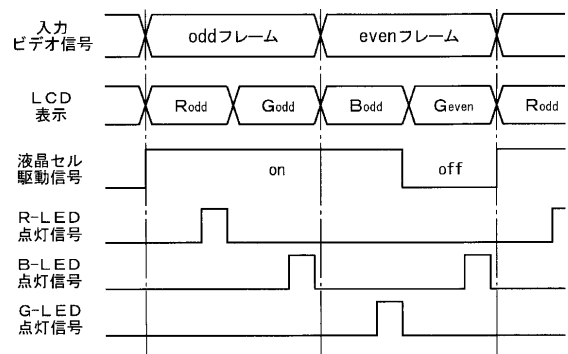 入力
ビデオ信号
oddフレーム
evenフレーム
LCD
表示
Rodd
Godd
Bodd
Geven
Rodd
液晶セル
駆動信号
on
off
R-LED
点灯信号
B-LED
点灯信号
G-LED
点灯信号